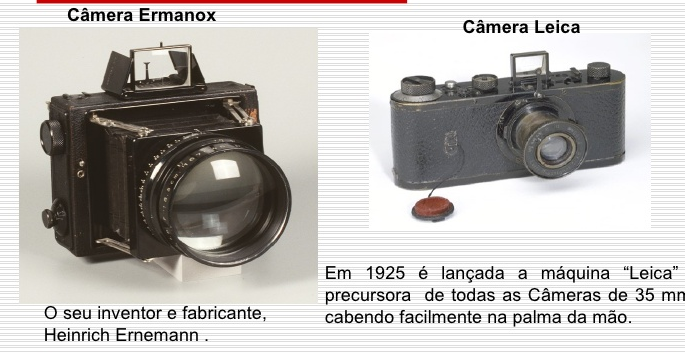 Câmera Ermanox
Câmera Leica
O seu inventor e fabricante,
Heinrich Ernemann .
Em 1925 é lançada a máquina “Leica”
precursora de todas as Câmeras de 35 mm
cabendo facilmente na palma da mão.